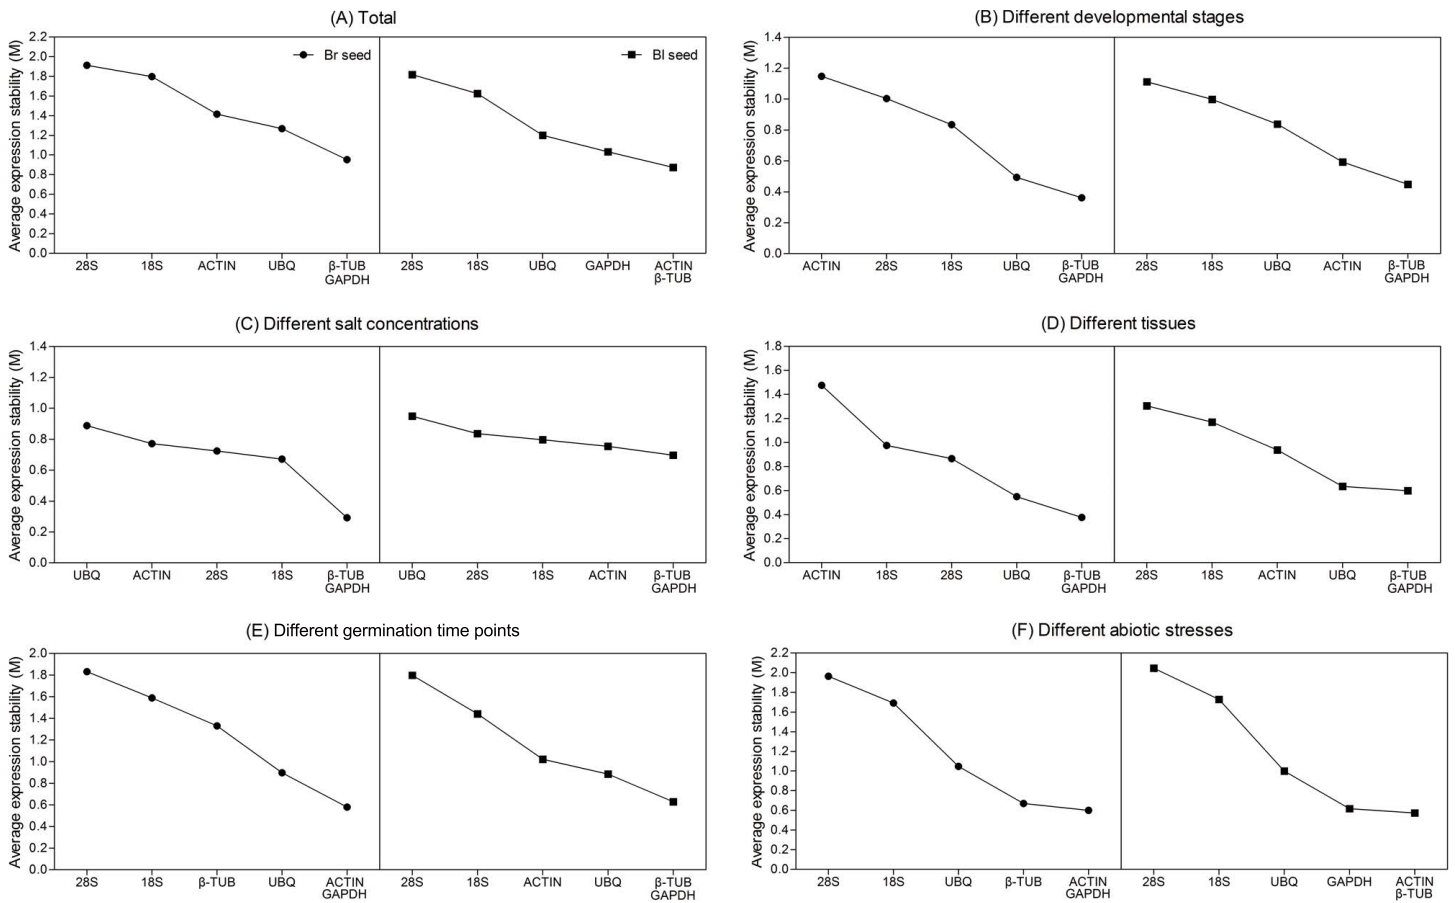 (A) Total
Average expression stability (M)
2.2
2.0
1.8
1.6
1.4
1.2
1.0
0.8
0.6
0.4
0.2
0.0
Br seed
Bl seed
28S 18S ACTIN UBQ β-TUB GAPDH
28S 18S UBQ GAPDH ACTIN β-TUB
(B) Different developmental stages
Average expression stability (M)
1.4
1.2
1.0
0.8
0.6
0.4
0.2
0.0
ACTIN 28S 18S UBQ β-TUB GAPDH
28S 18S UBQ ACTIN β-TUB GAPDH
(C) Different salt concentrations
Average expression stability (M)
1.4
1.2
1.0
0.8
0.6
0.4
0.2
0.0
UBQ ACTIN 28S 18S β-TUB GAPDH
UBQ 28S 18S ACTIN β-TUB GAPDH
(D) Different tissues
Average expression stability (M)
1.8
1.6
1.4
1.2
1.0
0.8
0.6
0.4
0.2
0.0
ACTIN 18S 28S UBQ β-TUB GAPDH
28S 18S ACTIN UBQ β-TUB GAPDH
(E) Different germination time points
Average expression stability (M)
2.0
1.8
1.6
1.4
1.2
1.0
0.8
0.6
0.4
0.2
0.0
28S 18S β-TUB UBQ ACTIN GAPDH
28S 18S ACTIN UBQ β-TUB GAPDH
(F) Different abiotic stresses
Average expression stability (M)
2.2
2.0
1.8
1.6
1.4
1.2
1.0
0.8
0.6
0.4
0.2
0.0
28S 18S UBQ β-TUB ACTIN GAPDH
28S 18S UBQ GAPDH ACTIN β-TUB